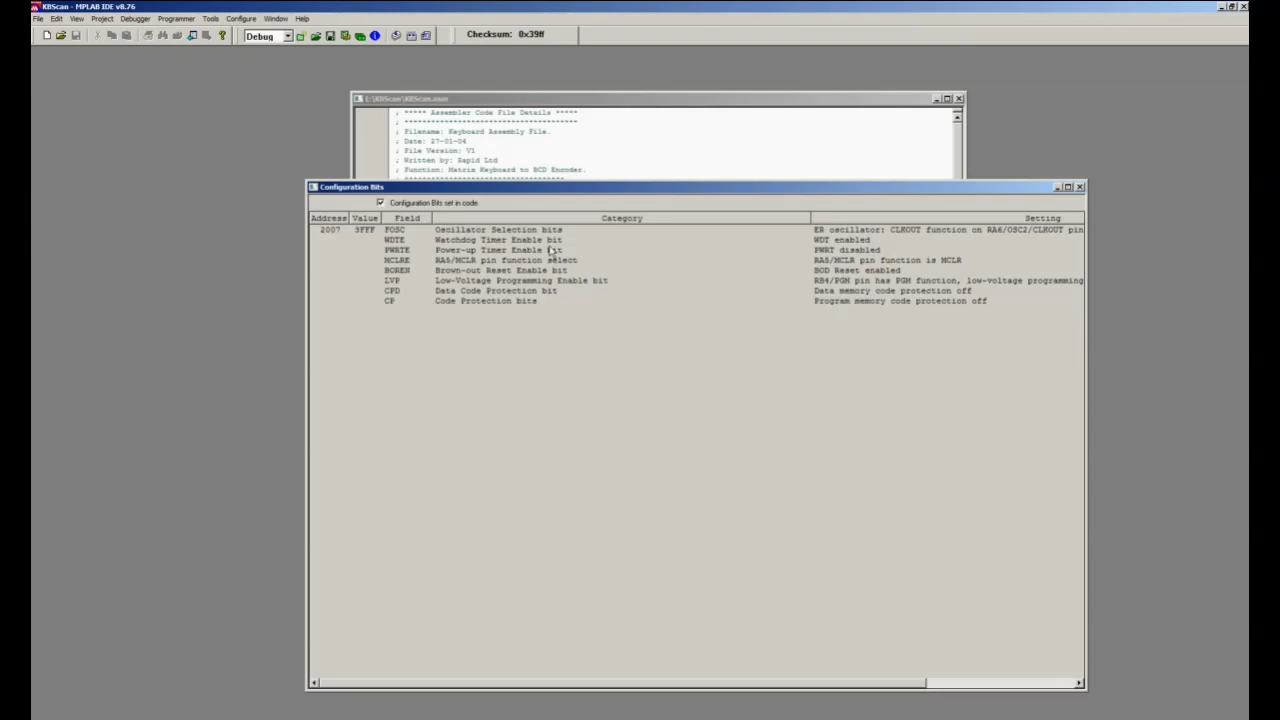 KBScan - MPLAB IDE v8.76
File Edit View Project Debugger Programmer Tools Configure Window Help
Debug Checksum: 0x39ff
E:\KBScan\KBScan.asm
; ***** Assembler Code File Details *****
; **************************************
; Filename: Keyboard Assembly File.
; Date: 27-01-04
; File Version: V1
; Written by: Rapid Ltd
; Function: Matrix Keyboard to BCD Encoder.
Configuration Bits
Configuration Bits set in code.
Address Value Field Category Setting
2007 3FFF FOSC Oscillator Selection bits ER oscillator: CLKOUT function on RA6/OSC2/CLKOUT pin
WDTE Watchdog Timer Enable bit WDT enabled
PWRTE Power-up Timer Enable bit PWRT disabled
MCLRE RA5/MCLR pin function select RA5/MCLR pin function is MCLR
BOREN Brown-out Reset Enable bit BOD Reset enabled
LVP Low-Voltage Programming Enable bit RB4/PGM pin has PGM function, low-voltage programming
CPD Data Code Protection bit Data memory code protection off
CP Code Protection bits Program memory code protection off